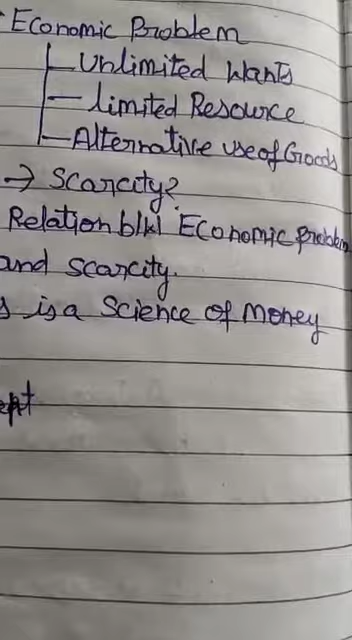 Economic Problem
Unlimited Wants
Limited Resource
Alternative use of Goods
→ Scarcity?
Relation b/w Economic Problem
and scarcity.
s is a Science of Money
ept